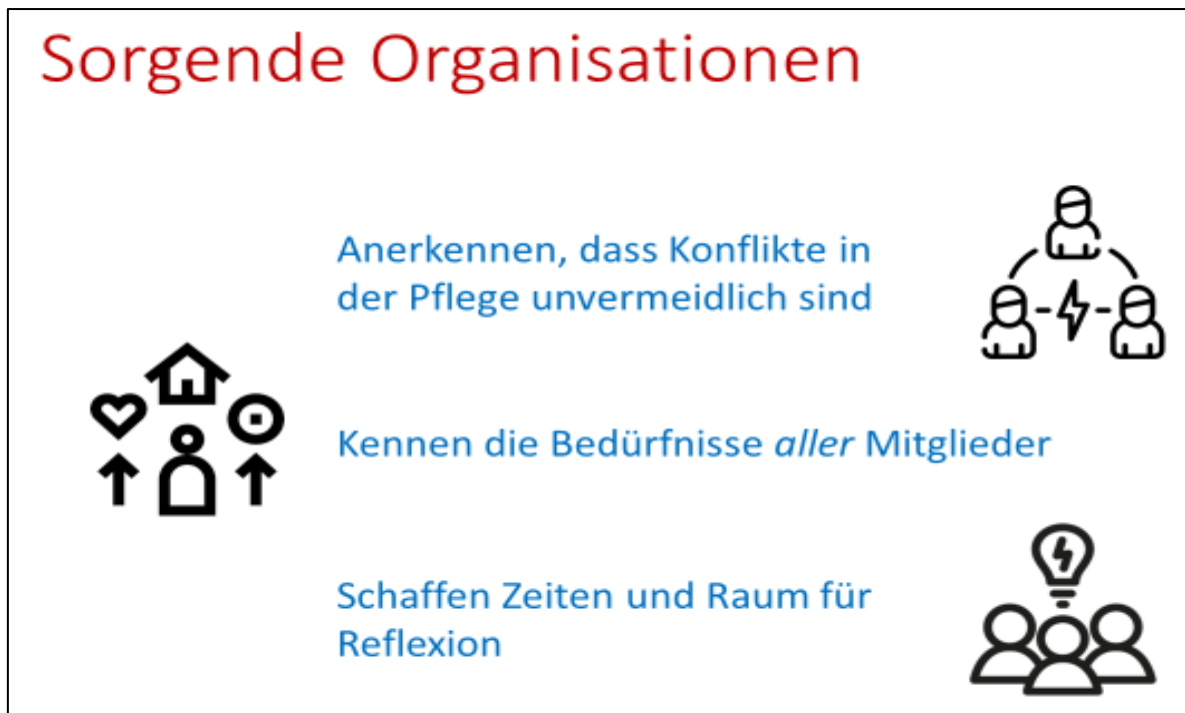 Sorgende Organisationen
Anerkennen, dass Konflikte in
der Pflege unvermeidlich sind
Kennen die Bedürfnisse aller Mitglieder
Schaffen Zeiten und Raum für
Reflexion